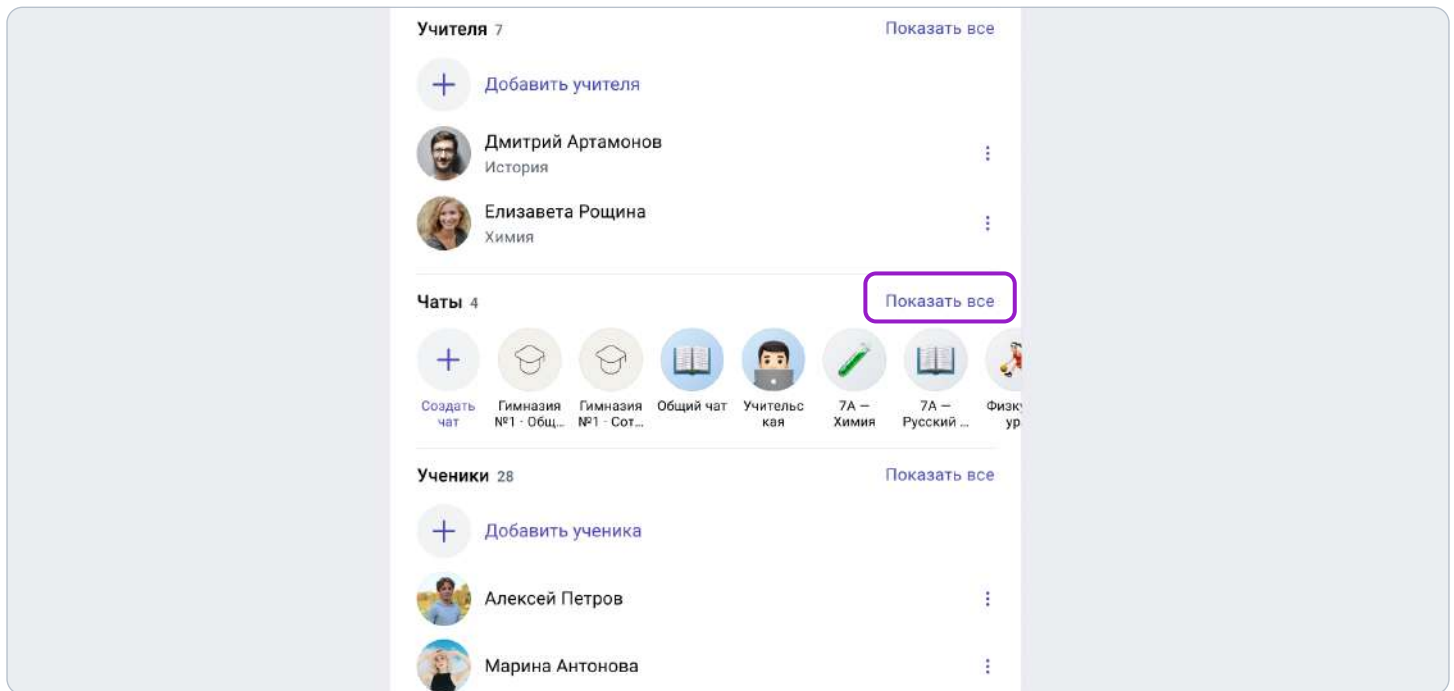 Учителя 7
Показать все
Добавить учителя
Дмитрий Артамонов
История
Елизавета Рощина
Химия
Чаты 4
Показать все
Создать чат
Гимназия №1 - Общ...
Гимназия №1 - Сот...
Общий чат
Учительс кая
7А — Химия
7А — Русский ...
Ученики 28
Показать все
Добавить ученика
Алексей Петров
Марина Антонова